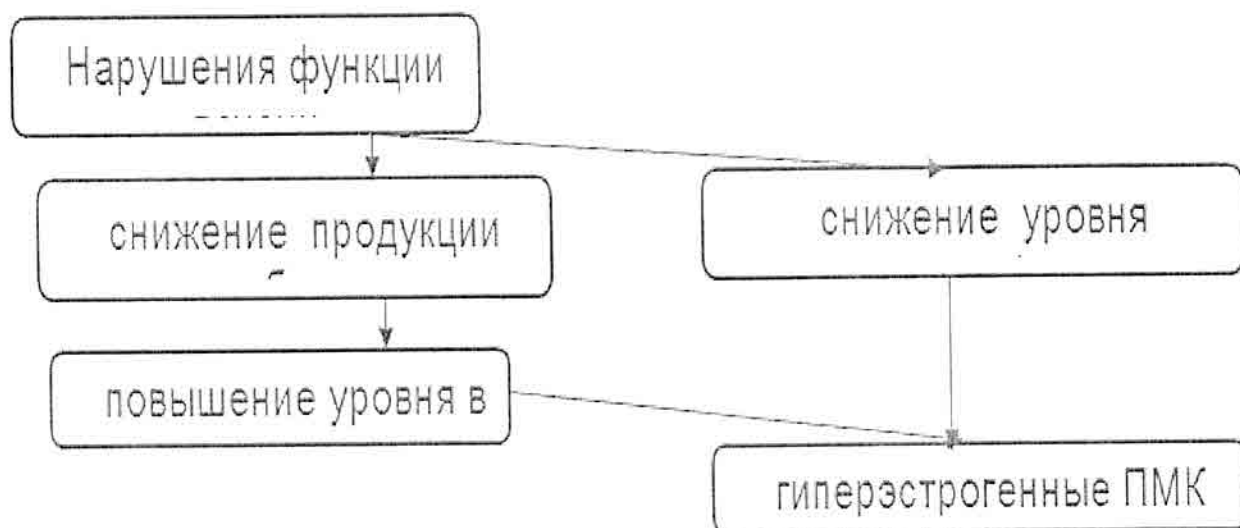 Нарушения функции
снижение продукции
снижение уровня
повышение уровня в
гиперэстрогенные ПМК